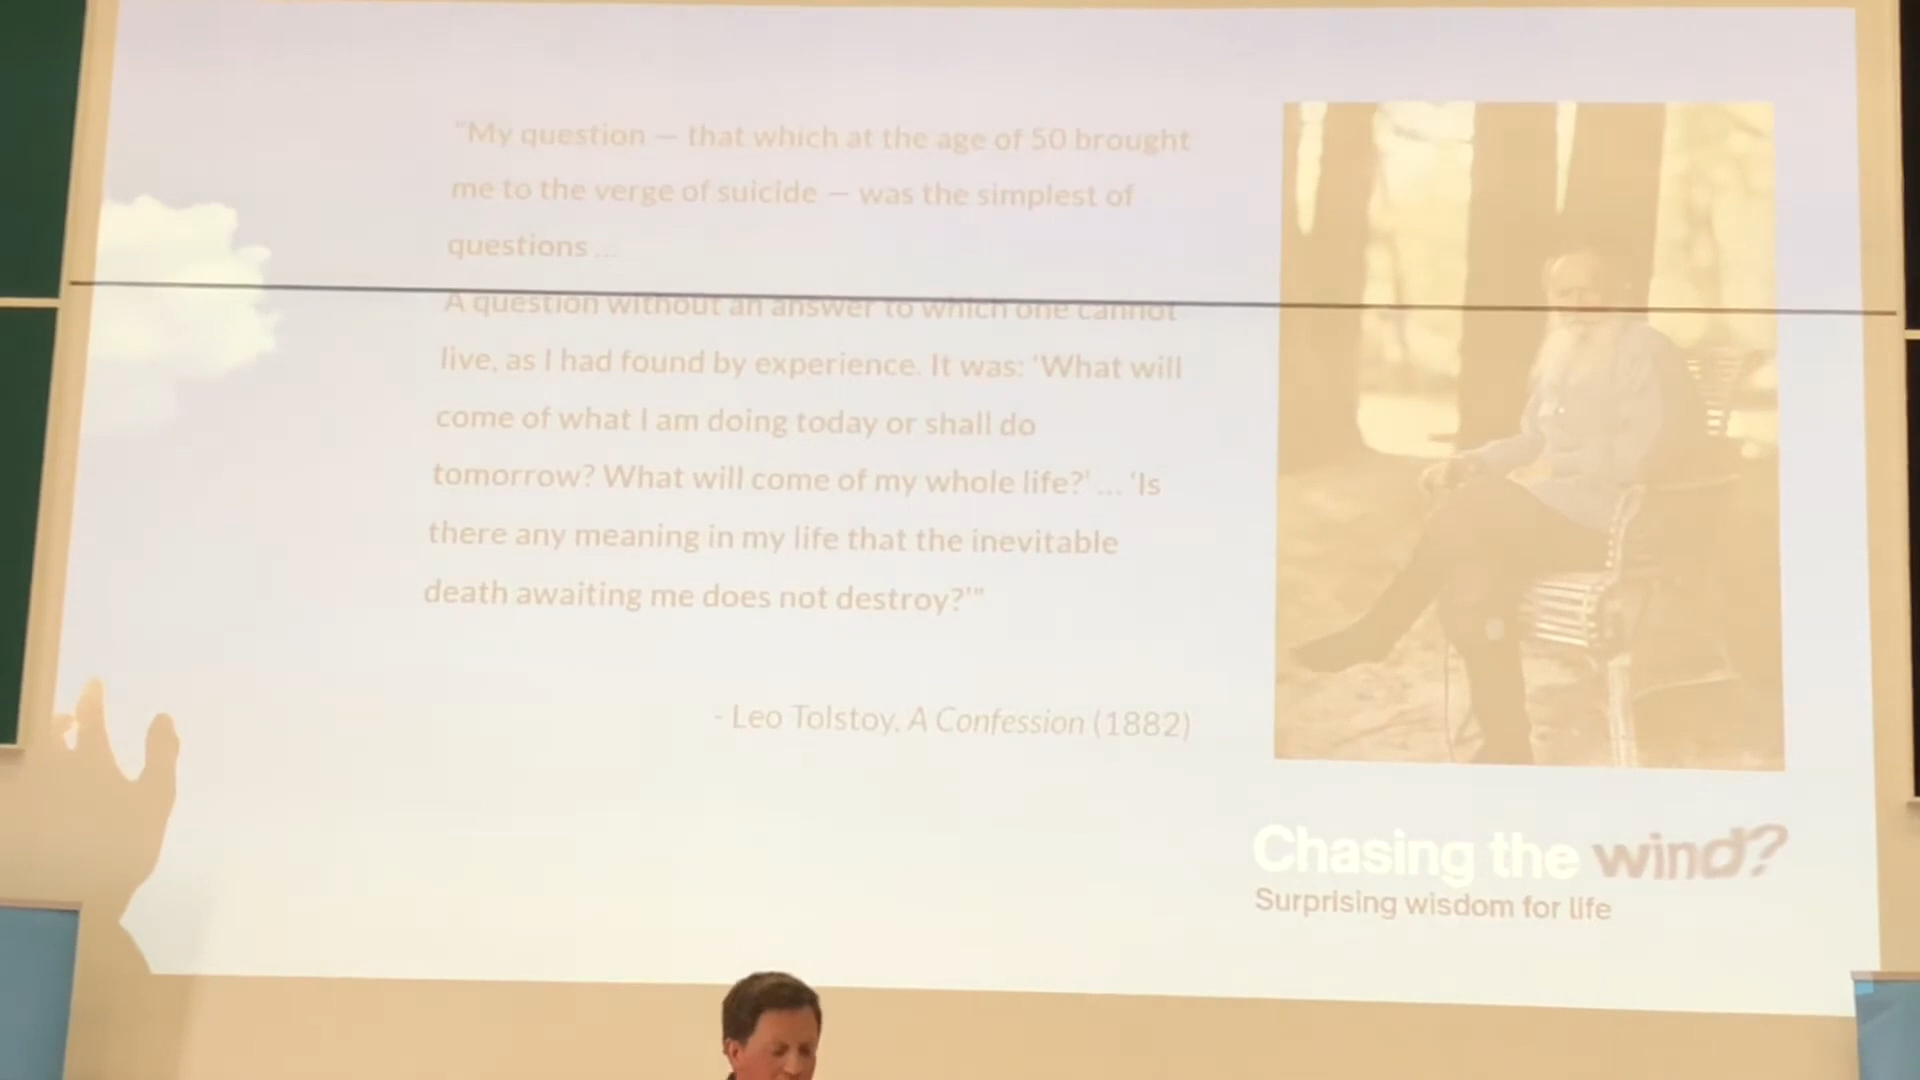 "My question — that which at the age of 50 brought
me to the verge of suicide — was the simplest of
questions ...
A question without an answer to which one cannot
live, as I had found by experience. It was: 'What will
come of what I am doing today or shall do
tomorrow? What will come of my whole life?' ... 'Is
there any meaning in my life that the inevitable
death awaiting me does not destroy?'"
- Leo Tolstoy, A Confession (1882)
Chasing the wind?
Surprising wisdom for life